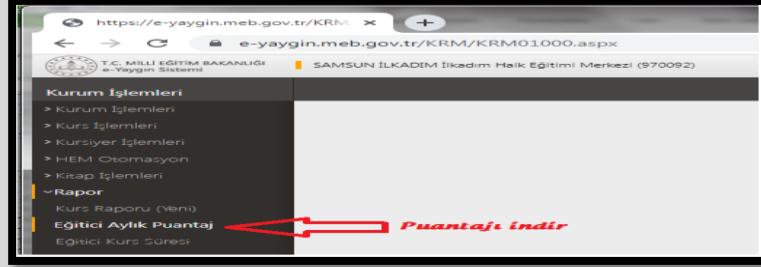 https://e-yaygin.meb.gov.tr/KRM
e-yaygin.meb.gov.tr/KRM/KRM01000.aspx
T.C. MİLLİ EĞİTİM BAKANLIĞI
e-Yaygın Sistemi
SAMSUN İLKADIM İlkadım Halk Eğitimi Merkezi (970092)
Kurum İşlemleri
> Kurum İşlemleri
> Kurs İşlemleri
> Kursiyer İşlemleri
> HEM Otomasyon
> Kitap İşlemleri
Rapor
Kurs Raporu (Yeni)
Eğitici Aylık Puantaj
Puantajı indir
Eğitici Kurs Süresi